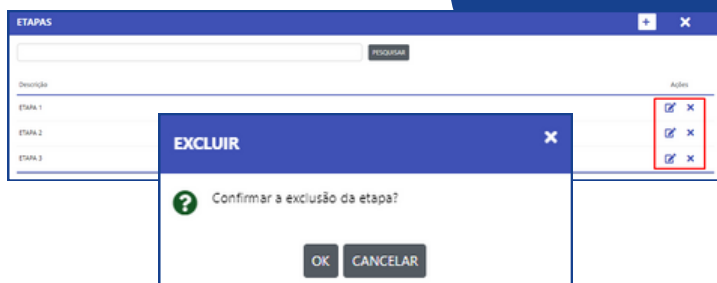 ETAPAS
PESQUISAR
Descrição Ações
ETAPA 1
ETAPA 2
ETAPA 3
EXCLUIR
Confirmar a exclusão da etapa?
OK CANCELAR